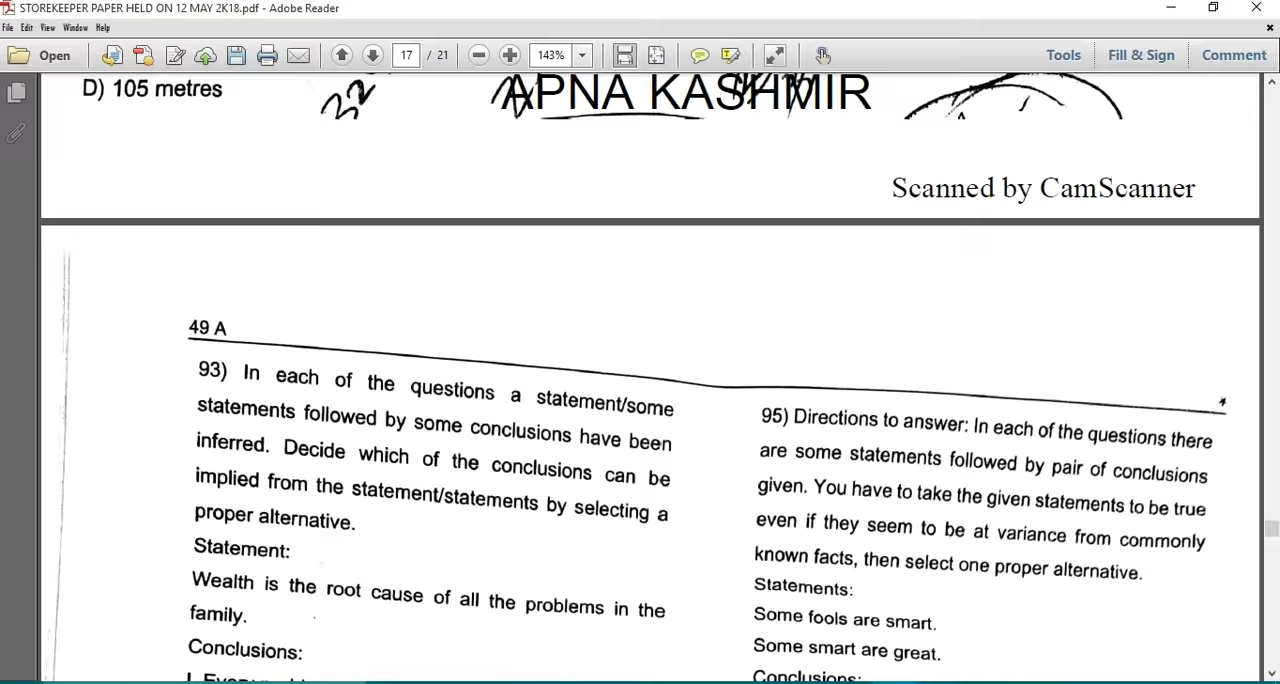 STOREKEEPER PAPER HELD ON 12 MAY 2K18.pdf - Adobe Reader
File Edit View Window Help
Open 17 / 21 143% Tools Fill & Sign Comment
D) 105 metres
32
APNA KASHMIR
Scanned by CamScanner
49 A
93) In each of the questions a statement/some
statements followed by some conclusions have been
inferred. Decide which of the conclusions can be
implied from the statement/statements by selecting a
proper alternative.
Statement:
Wealth is the root cause of all the problems in the
family.
Conclusions:
95) Directions to answer: In each of the questions there
are some statements followed by pair of conclusions
given. You have to take the given statements to be true
even if they seem to be at variance from commonly
known facts, then select one proper alternative.
Statements:
Some fools are smart.
Some smart are great.
Conclusions: